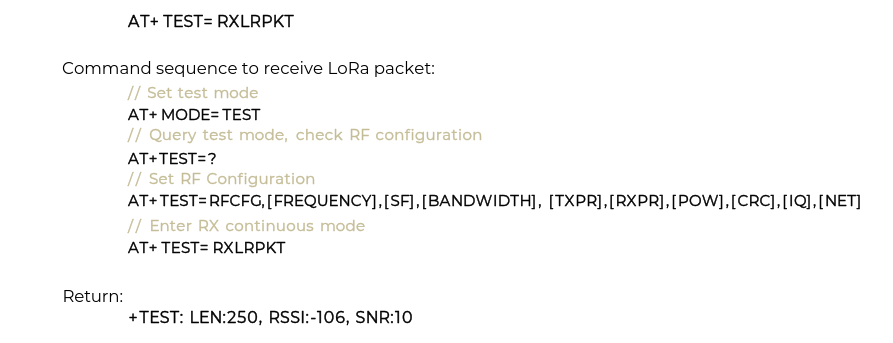 AT+ TEST= RXLRPKT
Command sequence to receive LoRa packet:
// Set test mode
AT+ MODE= TEST
// Query test mode, check RF configuration
AT+TEST=?
// Set RF Configuration
AT+TEST=RFCFG,[FREQUENCY],[SF],[BANDWIDTH], [TXPR],[RXPR],[POW],[CRC],[IQ],[NET]
// Enter RX continuous mode
AT+ TEST= RXLRPKT
Return:
+TEST: LEN:250, RSSI:-106, SNR:10